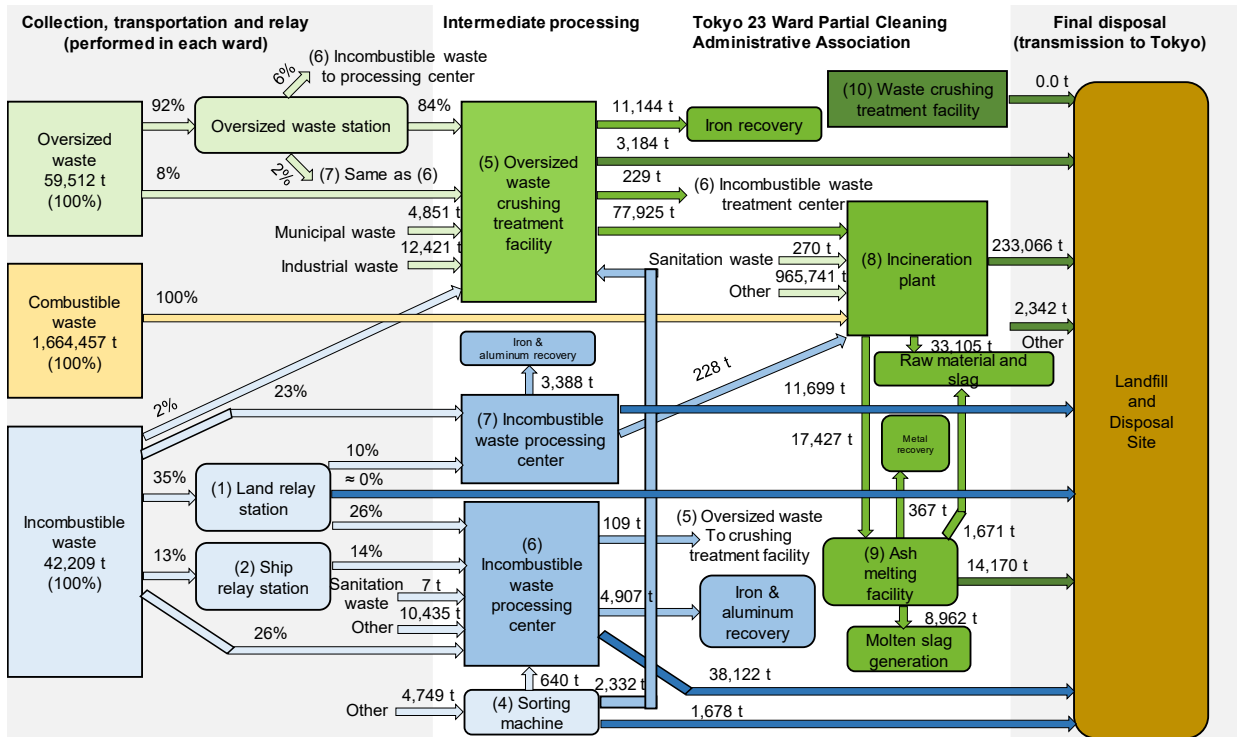 Collection, transportation and relay
(performed in each ward)
Intermediate processing
Tokyo 23 Ward Partial Cleaning
Administrative Association
Final disposal
(transmission to Tokyo)
(6) Incombustible waste
to processing center
6%
92%
Oversized waste station
84%
2%
(7) Same as (6)
Oversized
waste
59,512 t
(100%)
8%
4,851 t
Municipal waste
12,421 t
Industrial waste
(5) Oversized
waste
crushing
treatment
facility
11,144 t
Iron recovery
3,184 t
229 t
(6) Incombustible waste
treatment center
77,925 t
(10) Waste crushing
treatment facility
0.0 t
270 t
Sanitation waste
965,741 t
Other
(8) Incineration
plant
233,066 t
2,342 t
Other
Combustible
waste
1,664,457 t
(100%)
100%
33,105 t
Raw material and
slag
Iron &
aluminum recovery
3,388 t
228 t
11,699 t
2%
23%
(7) Incombustible
waste processing
center
17,427 t
Metal
recovery
367 t
1,671 t
Landfill
and
Disposal
Site
Incombustible
waste
42,209 t
(100%)
35%
(1) Land relay
station
10%
≈ 0%
26%
13%
(2) Ship
relay station
14%
Sanitation
waste
7 t
10,435 t
Other
26%
(6)
Incombustible
waste
processing
center
109 t
(5) Oversized waste
To crushing
treatment facility
4,907 t
Iron &
aluminum
recovery
(9) Ash
melting
facility
14,170 t
8,962 t
Molten slag
generation
38,122 t
640 t
2,332 t
4,749 t
Other
(4) Sorting
machine
1,678 t